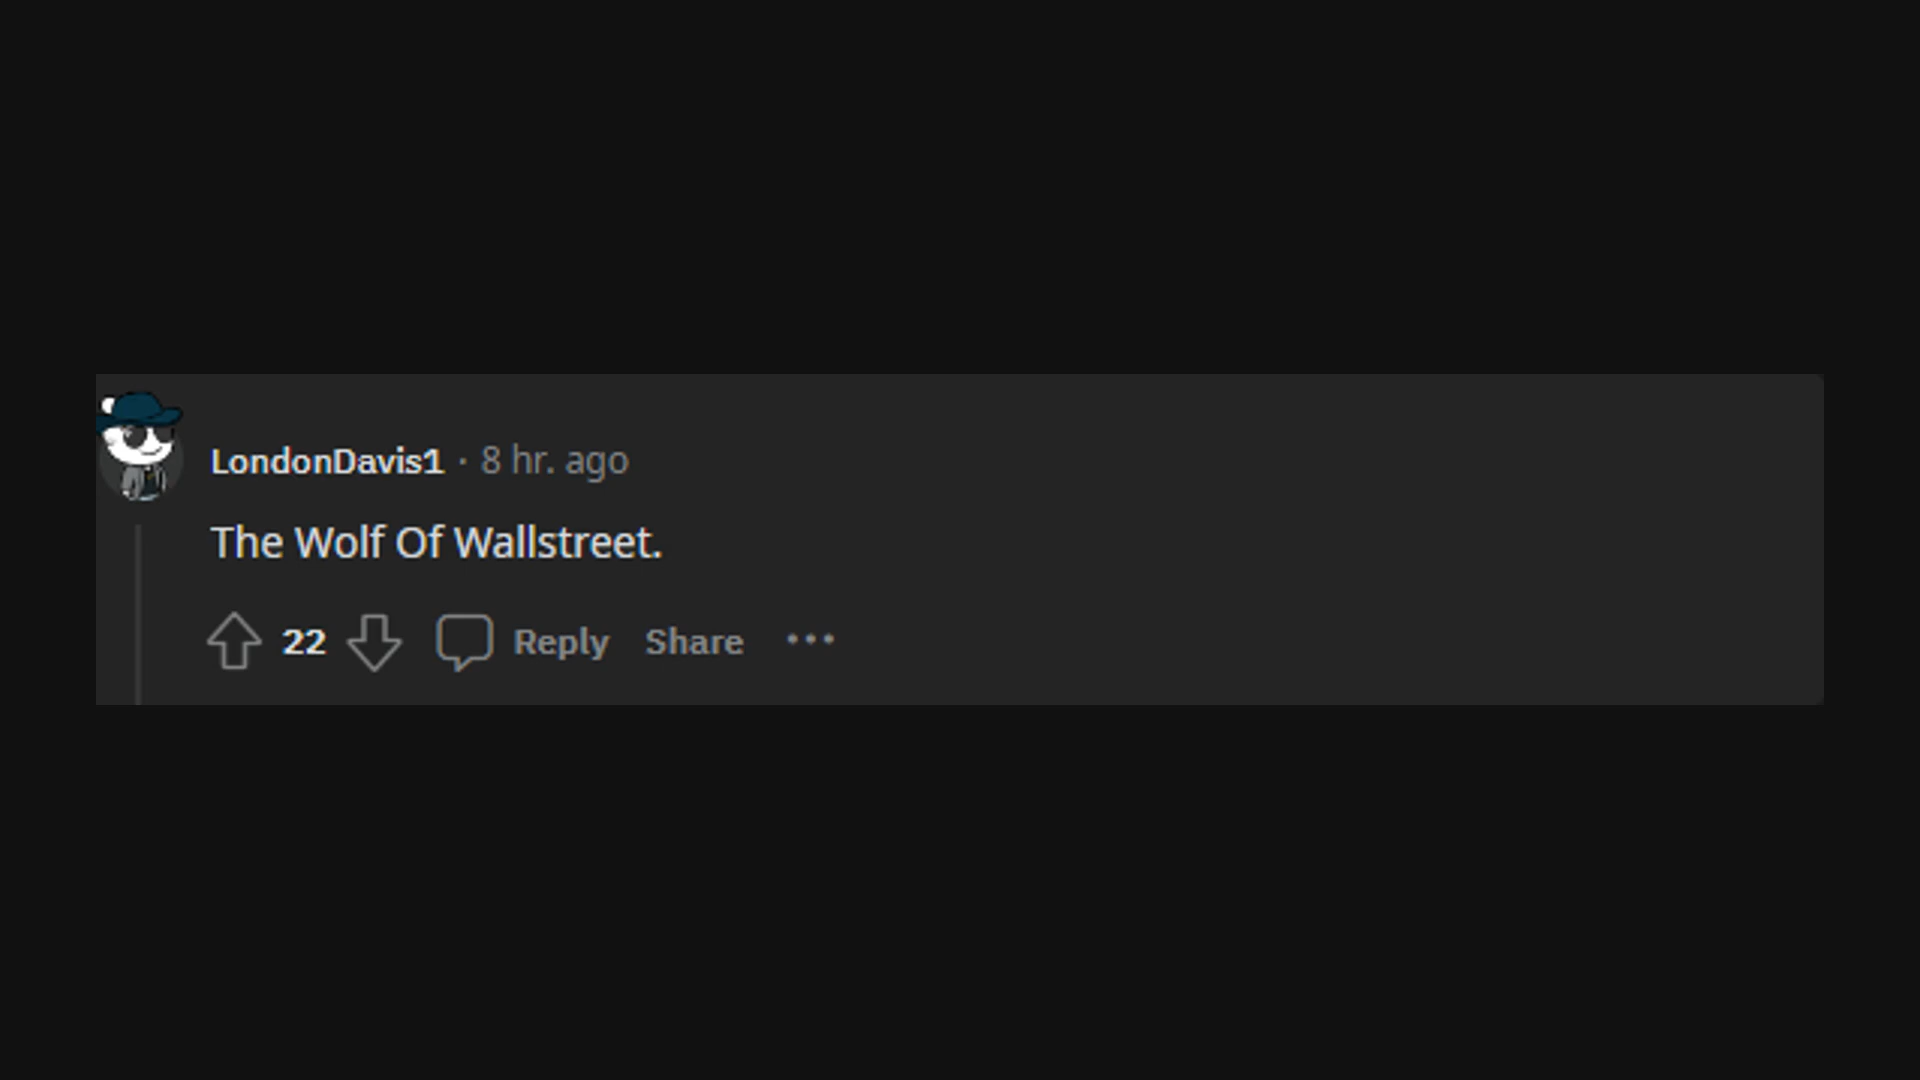 LondonDavis1 · 8 hr. ago
The Wolf Of Wallstreet.
22 Reply Share ···